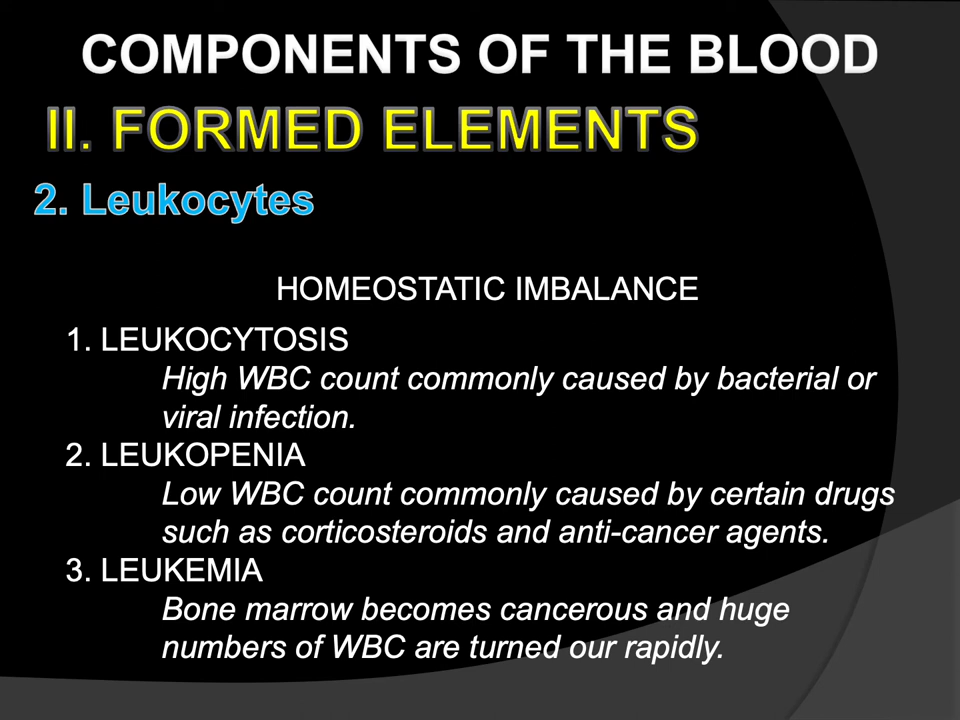 COMPONENTS OF THE BLOOD
II. FORMED ELEMENTS
2. Leukocytes
HOMEOSTATIC IMBALANCE
1. LEUKOCYTOSIS
High WBC count commonly caused by bacterial or
viral infection.
2. LEUKOPENIA
Low WBC count commonly caused by certain drugs
such as corticosteroids and anti-cancer agents.
3. LEUKEMIA
Bone marrow becomes cancerous and huge
numbers of WBC are turned our rapidly.